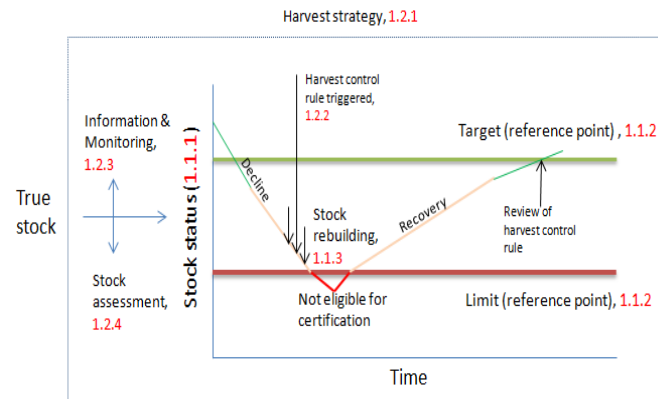 Harvest strategy, 1.2.1
Harvest control
rule triggered,
1.2.2
Information &
Monitoring,
1.2.3
True
stock
Stock
assessment,
1.2.4
Stock status (1.1.1)
Decline
Stock
rebuilding,
1.1.3
Not eligible for
certification
Recovery
Target (reference point), 1.1.2
Review of
harvest control
rule
Limit (reference point), 1.1.2
Time